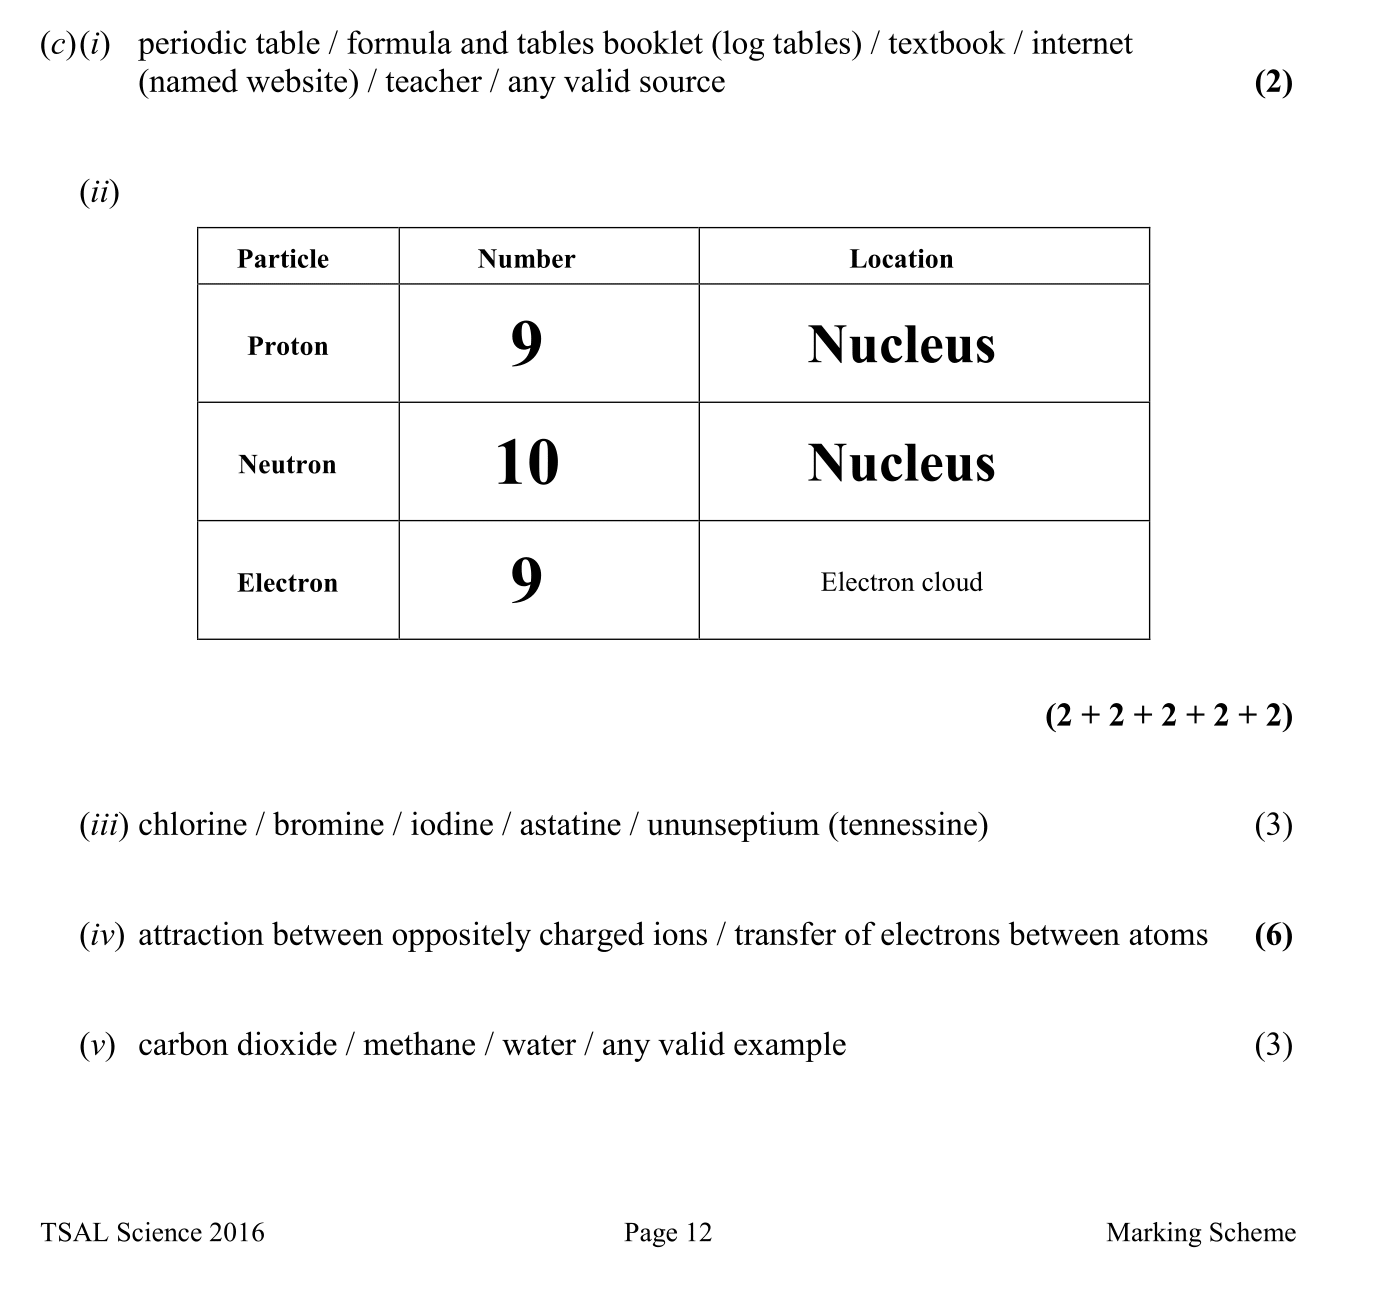 (c)(i) periodic table / formula and tables booklet (log tables) / textbook / internet
(named website) / teacher / any valid source (2)
(ii)
Particle Number Location
Proton 9 Nucleus
Neutron 10 Nucleus
Electron 9 Electron cloud
(2 + 2 + 2 + 2 + 2)
(iii) chlorine / bromine / iodine / astatine / ununseptium (tennessine) (3)
(iv) attraction between oppositely charged ions / transfer of electrons between atoms (6)
(v) carbon dioxide / methane / water / any valid example (3)
TSAL Science 2016 Page 12 Marking Scheme